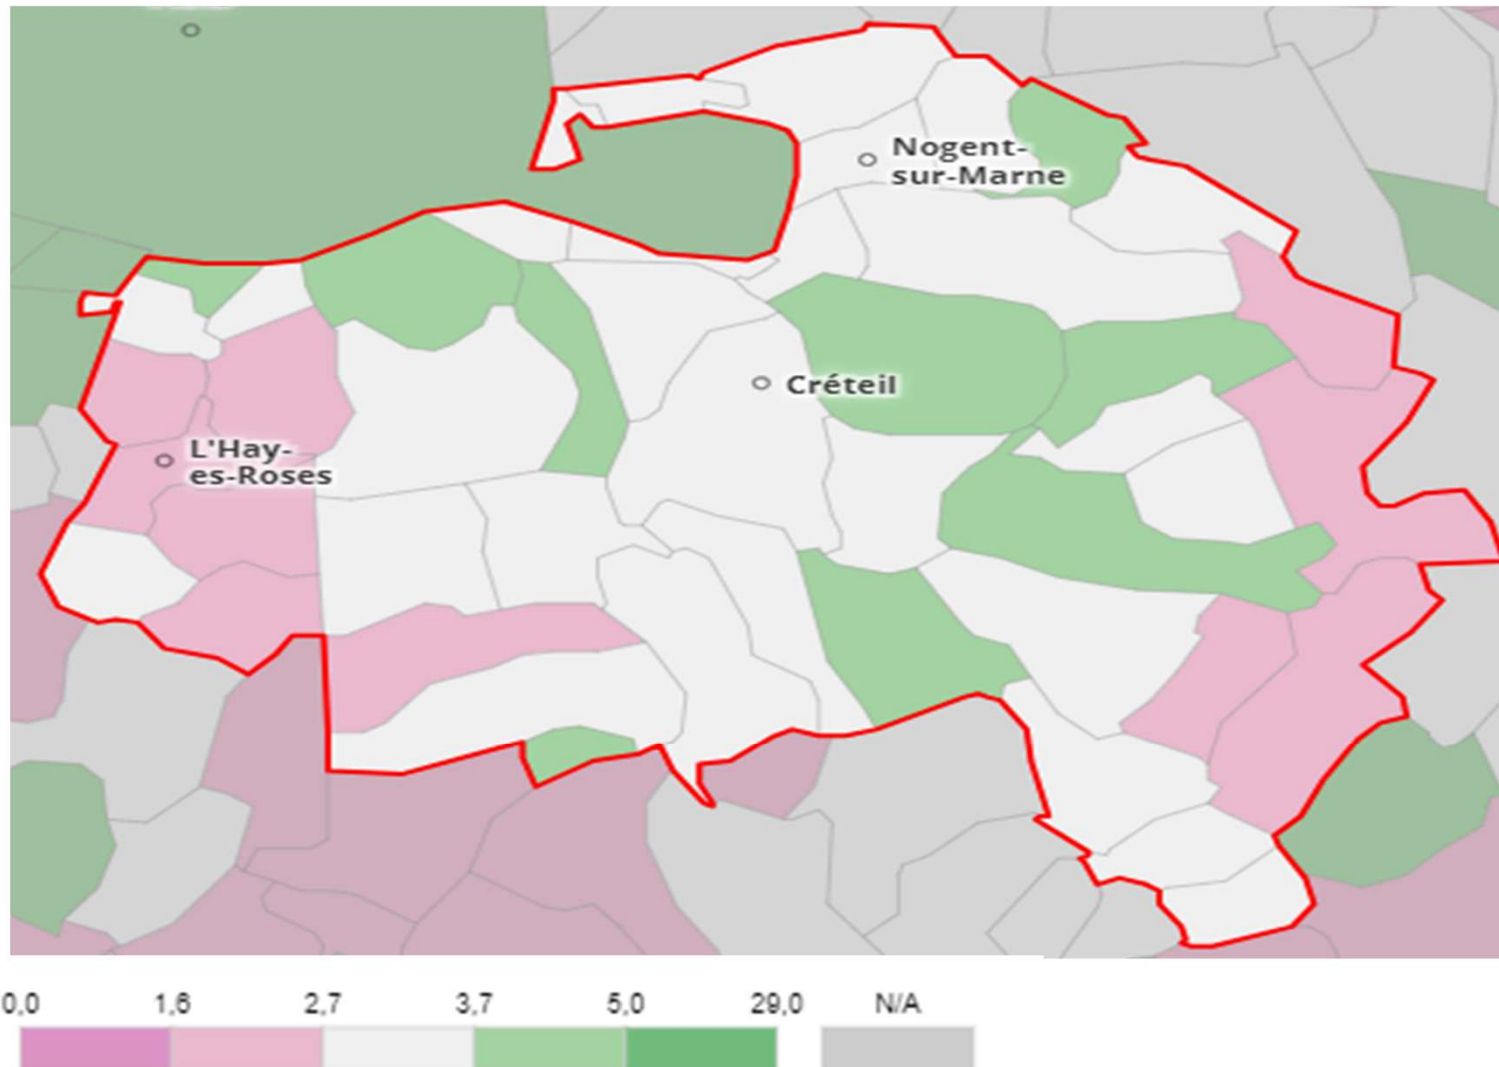 Nogent-
sur-Marne
Créteil
L'Hay-
es-Roses
0,0 1,6 2,7 3,7 5,0 29,0 N/A